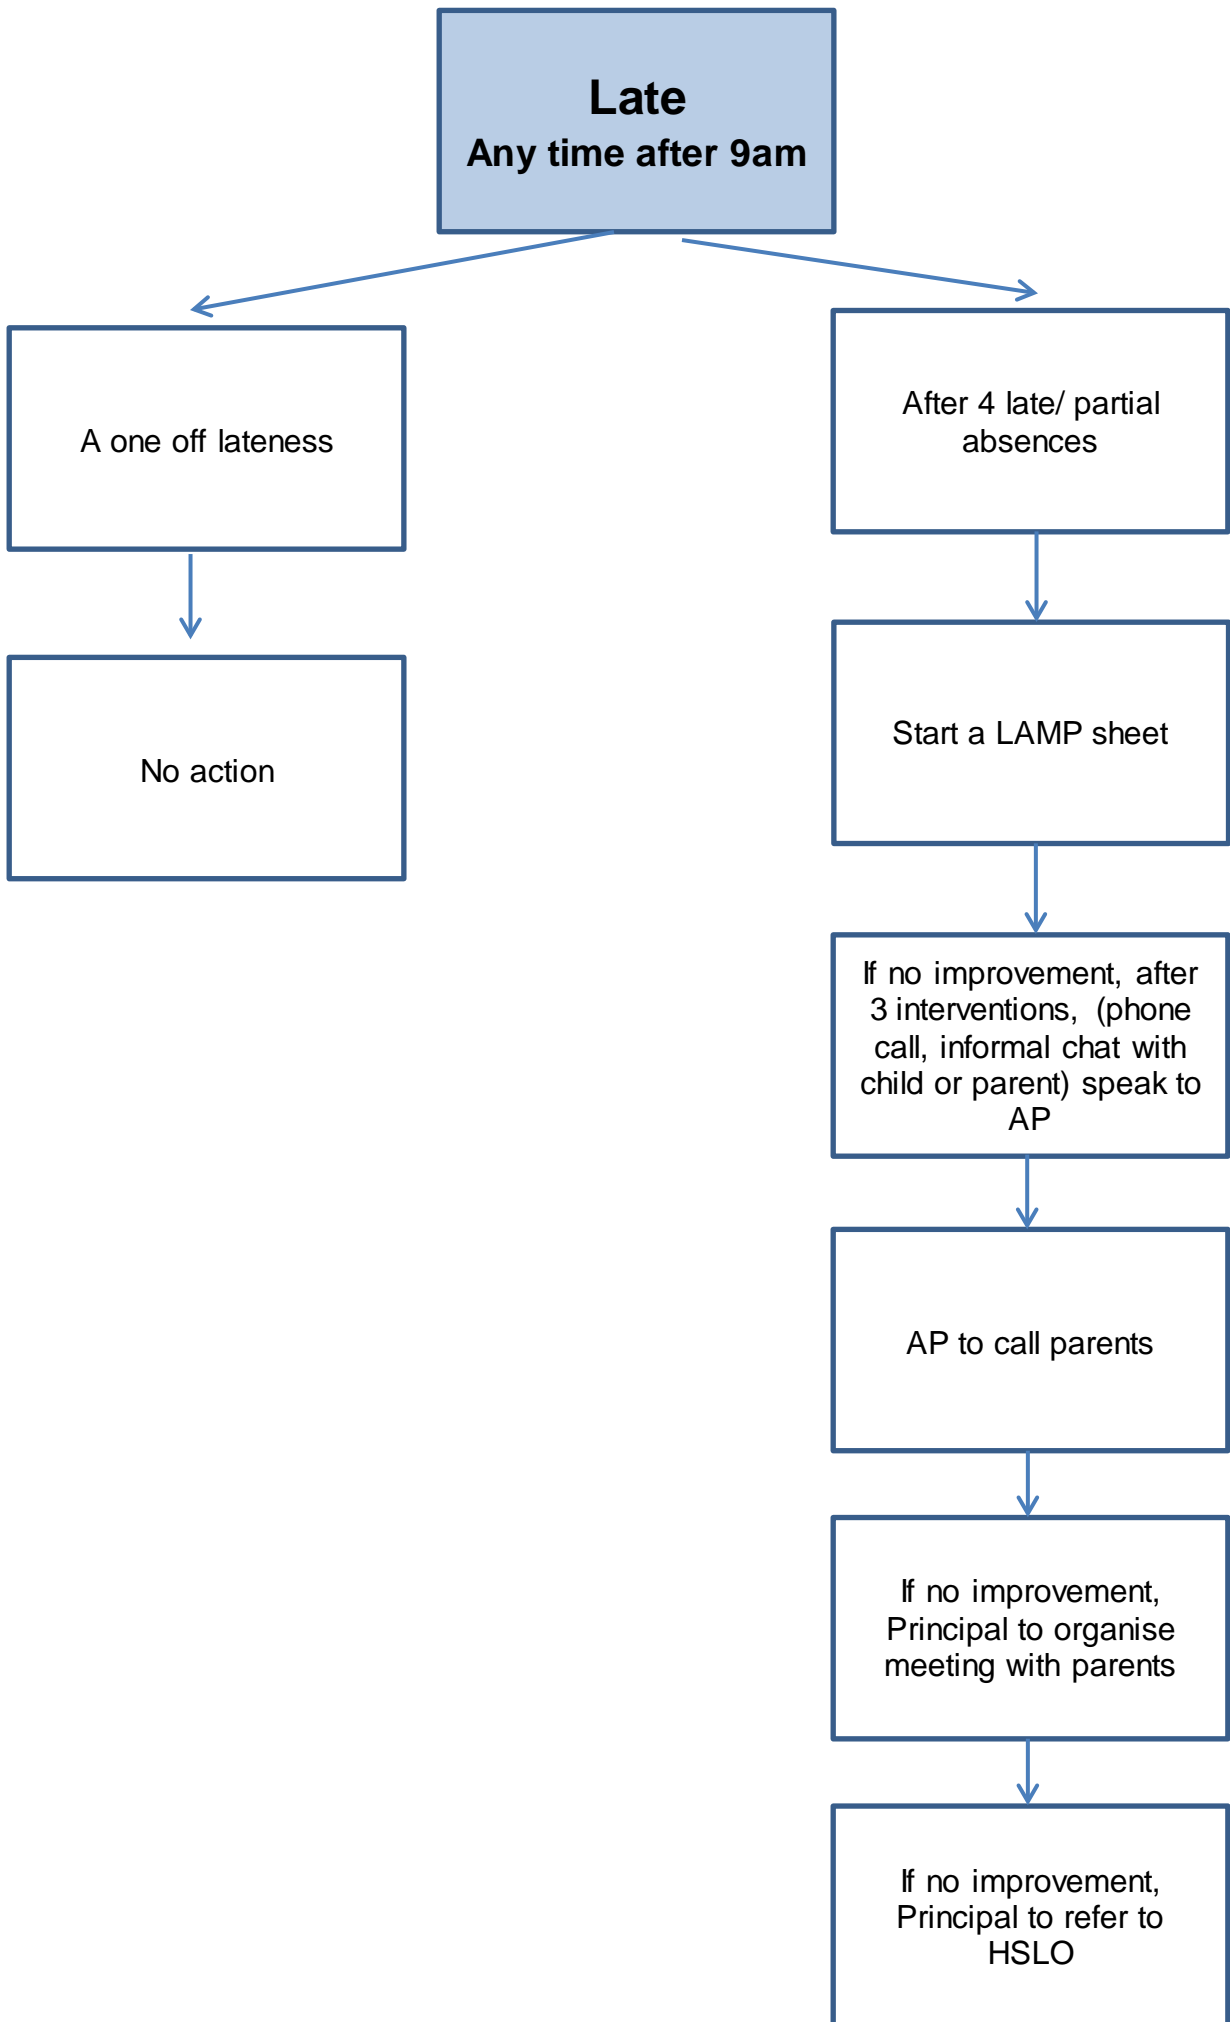 Late
Any time after 9am
A one off lateness
No action
After 4 late/ partial
absences
Start a LAMP sheet
If no improvement, after
3 interventions, (phone
call, informal chat with
child or parent) speak to
AP
AP to call parents
If no improvement,
Principal to organise
meeting with parents
If no improvement,
Principal to refer to
HSLO